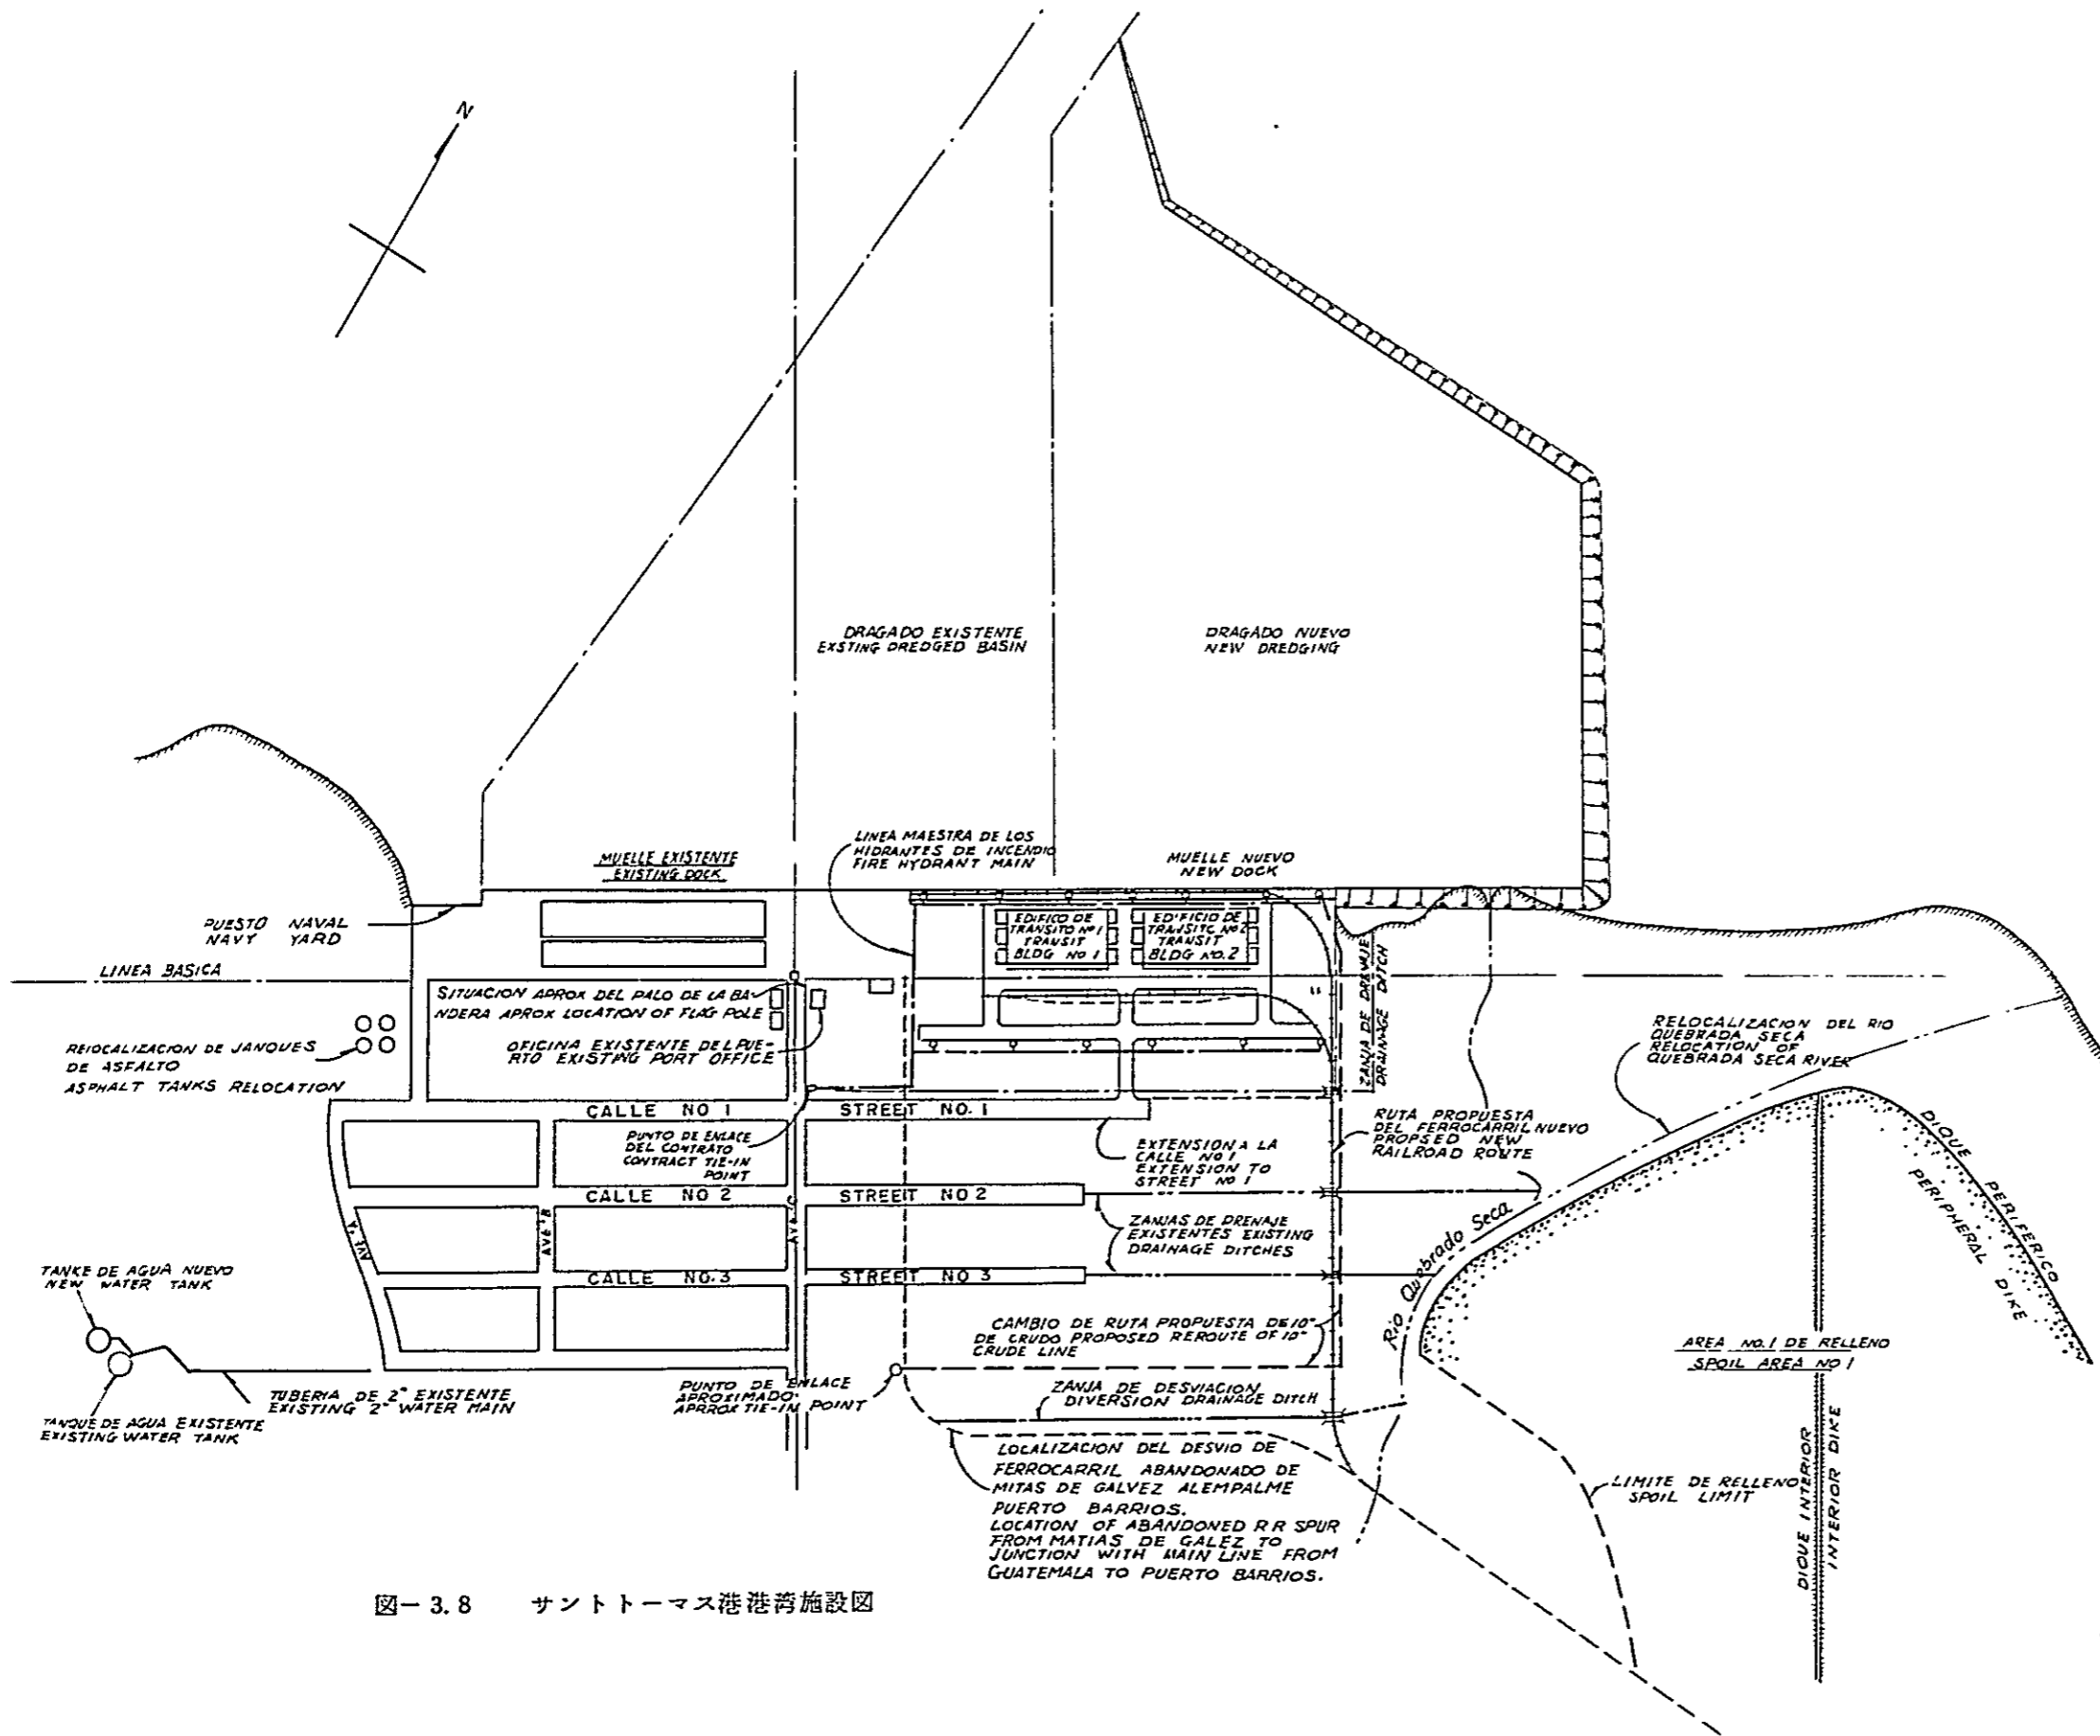 N
DRAGADO EXISTENTE
EXSTING DREDGED BASIN
DRAGADO NUEVO
NEW DREDGING
LINEA MAESTRA DE LOS
HIDRANTES DE INCENDIO
FIRE HYDRANT MAIN
MUELLE EXISTENTE
EXISTING DOCK
MUELLE NUEVO
NEW DOCK
PUESTO NAVAL
NAVY YARD
EDIFICO DE
TRANSITO Nº 1
TRANSIT
BLDG NO 1
EDIFICIO DE
TRANSITO NO 2
TRANSIT
BLDG NO. 2
LINEA BASICA
SITUACION APROX DEL PALO DE LA BA-
NDERA APROX LOCATION OF FLAG POLE
OFICINA EXISTENTE DEL PUE-
RTO EXISTING PORT OFFICE
ZANJA DE DRENAJE
DRAINAGE DITCH
RELOCALIZACION DEL RIO
QUEBRADA SECA
RELOCATION OF
QUEBRADA SECA RIVER
RELOCALIZACION DE JANQUES
DE ASFALTO
ASPHALT TANKS RELOCATION
CALLE NO 1
STREET NO. 1
PUNTO DE ENLACE
DEL CONTRATO
CONTRACT TIE-IN
POINT
EXTENSION A LA
CALLE NO 1
EXTENSION TO
STREET NO 1
RUTA PROPUESTA
DEL FERROCARRIL NUEVO
PROPSED NEW
RAILROAD ROUTE
DIQUE PERIFERICO
PERIPHERAL DIKE
CALLE NO 2
STREET NO 2
AVE. A
AVE B
AVE C
ZANJAS DE DRENAJE
EXISTENTES EXISTING
DRAINAGE DITCHES
Rio Quebrado Seca
CALLE NO. 3
STREET NO 3
TANKE DE AGUA NUEVO
NEW WATER TANK
CAMBIO DE RUTA PROPUESTA DE 10"
DE CRUDO PROPOSED REROUTE OF 10"
CRUDE LINE
AREA NO. 1 DE RELLENO
SPOIL AREA NO 1
TUBERIA DE 2" EXISTENTE
EXISTING 2" WATER MAIN
TANQUE DE AGUA EXISTENTE
EXISTING WATER TANK
PUNTO DE ENLACE
APROXIMADO
APRROX TIE-IN POINT
ZANJA DE DESVIACION
DIVERSION DRAINAGE DITCH
LOCALIZACION DEL DESVIO DE
FERROCARRIL ABANDONADO DE
MITAS DE GALVEZ ALEMPALME
PUERTO BARRIOS.
LOCATION OF ABANDONED R R SPUR
FROM MATIAS DE GALEZ TO
JUNCTION WITH MAIN LINE FROM
GUATEMALA TO PUERTO BARRIOS.
LIMITE DE RELLENO
SPOIL LIMIT
DIQUE INTERIOR
INTERIOR DIKE
図-3.8 サントトーマス港港湾施設図